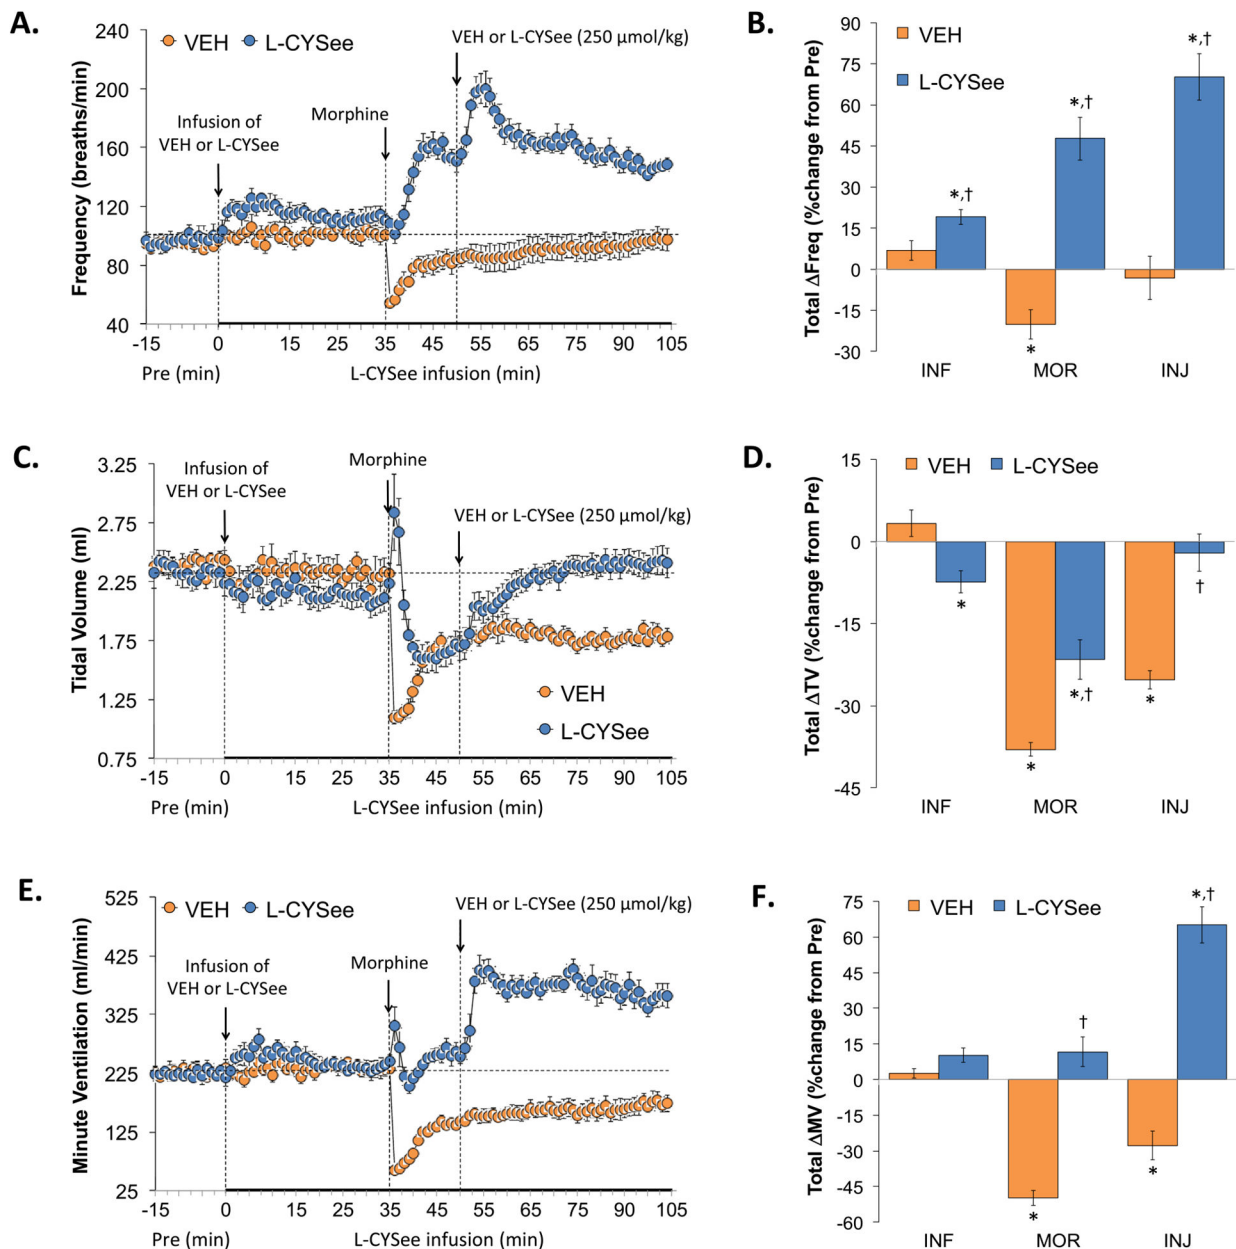 A.
VEH L-CYSee
VEH or L-CYSee (250 µmol/kg)
Infusion of
VEH or L-CYSee
Morphine
Frequency (breaths/min)
240
200
160
120
80
40
-15 0 15 25 35 45 55 65 75 85 95 105
Pre (min) L-CYSee infusion (min)
B.
VEH
L-CYSee
Total ΔFreq (%change from Pre)
90
75
60
45
30
15
0
-15
-30
*,†
*,†
*,†
*
INF MOR INJ
C.
Infusion of
VEH or L-CYSee
Morphine
VEH or L-CYSee (250 µmol/kg)
VEH
L-CYSee
Tidal Volume (ml)
3.25
2.75
2.25
1.75
1.25
0.75
-15 0 15 25 35 45 55 65 75 90 105
Pre (min) L-CYSee infusion (min)
D.
VEH L-CYSee
Total ΔTV (%change from Pre)
15
0
-15
-30
-45
*
*
*,†
*
†
INF MOR INJ
E.
VEH L-CYSee
VEH or L-CYSee (250 µmol/kg)
Infusion of
VEH or L-CYSee
Morphine
Minute Ventilation (ml/min)
525
425
325
225
125
25
-15 0 15 25 35 45 55 65 75 90 105
Pre (min) L-CYSee infusion (min)
F.
VEH L-CYSee
Total ΔMV (%change from Pre)
75
60
45
30
15
0
-15
-30
-45
-60
*
†
*
*,†
INF MOR INJ